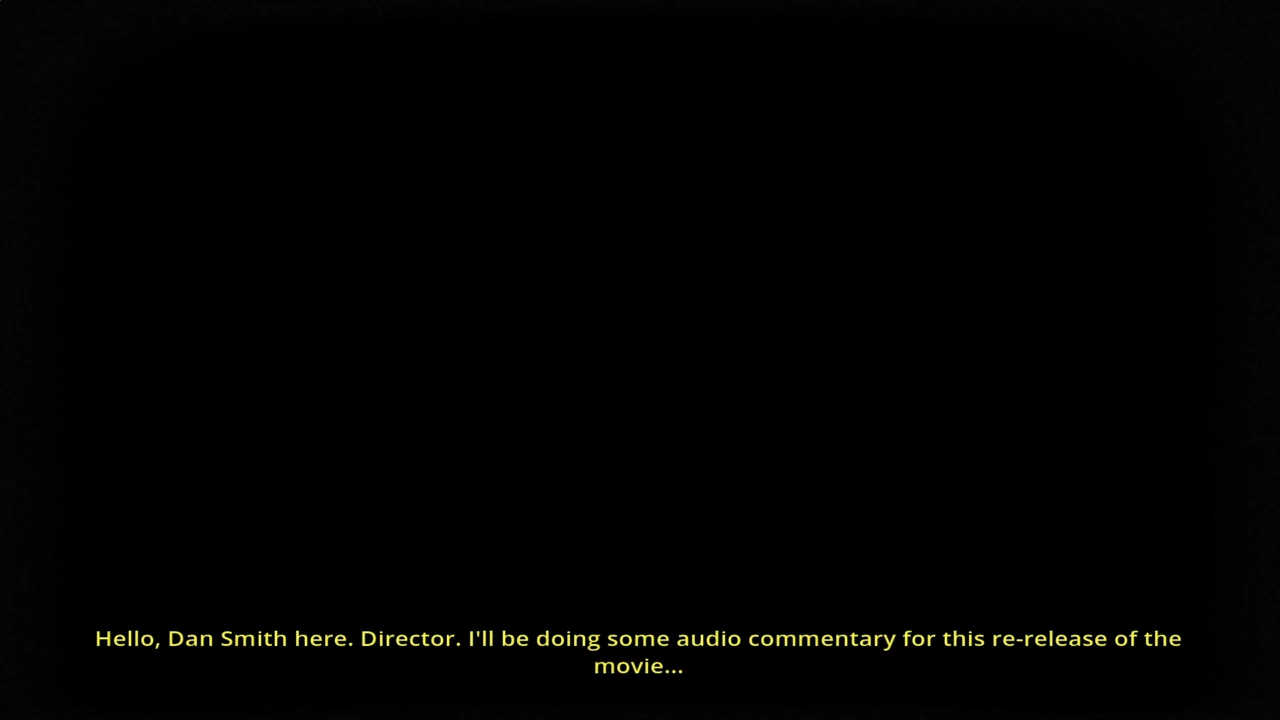 Hello, Dan Smith here. Director. I'll be doing some audio commentary for this re-release of the
movie...